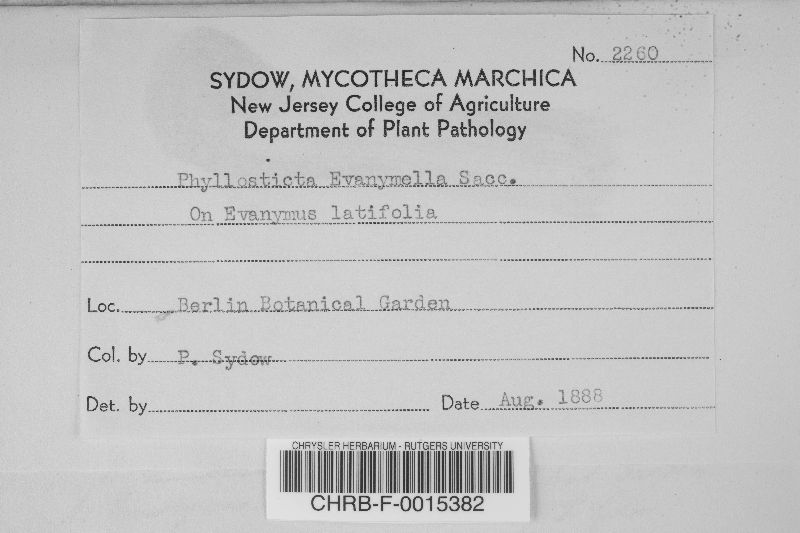 No. 2260
SYDOW, MYCOTHECA MARCHICA
New Jersey College of Agriculture
Department of Plant Pathology
Phyllosticta Evanymella Sacc.
On Evanymus latifolia
Loc. Berlin Botanical Garden
Col. by P. Sydow
Det. by
Date Aug. 1888
CHRYSLER HERBARIUM - RUTGERS UNIVERSITY
CHRB-F-0015382